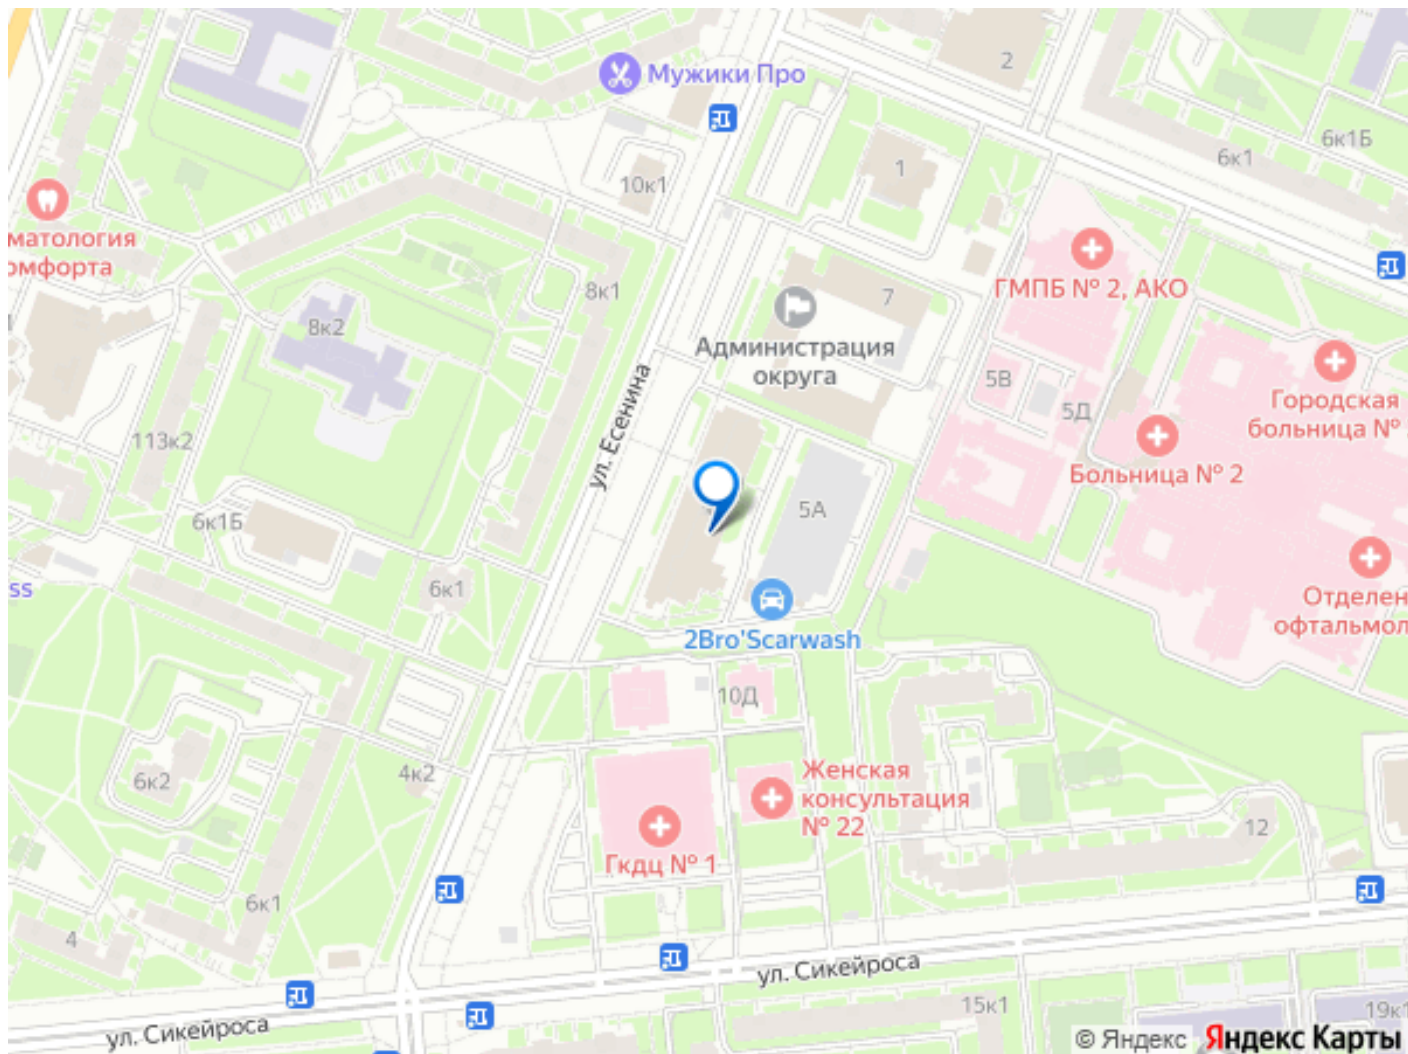 Мужики Про
2
6к1Б
6к1
1
10к1
матология
омфорта
ГМПБ № 2, АКО
8к1
7
8к2
Администрация
округа
5В
Городская
больница №
5Д
ул. Есенина
113к2
Больница № 2
5А
6к1Б
ss
6к1
Отделен
офтальмол
2Bro'Scarwash
10Д
4к2
6к2
Женская
консультация
№ 22
12
Гкдц № 1
6к1
4
ул. Сикейроса
15к1
19к1
ул. Сикейроса
© Яндекс Яндекс Карты